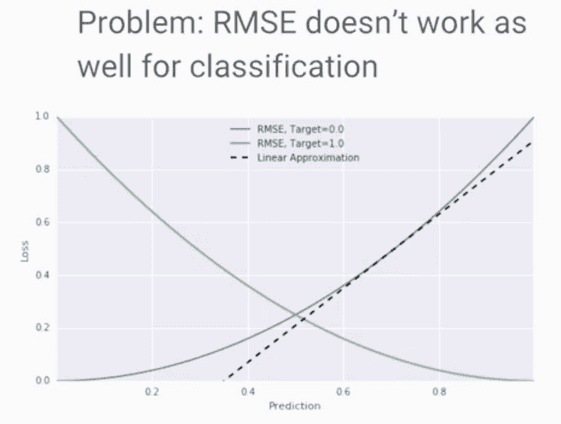 Problem: RMSE doesn't work as
well for classification
RMSE, Target=0.0
RMSE, Target=1.0
Linear Approximation
1.0
0.8
0.6
0.4
0.2
0.0
Loss
0.2 0.4 0.6 0.8
Prediction